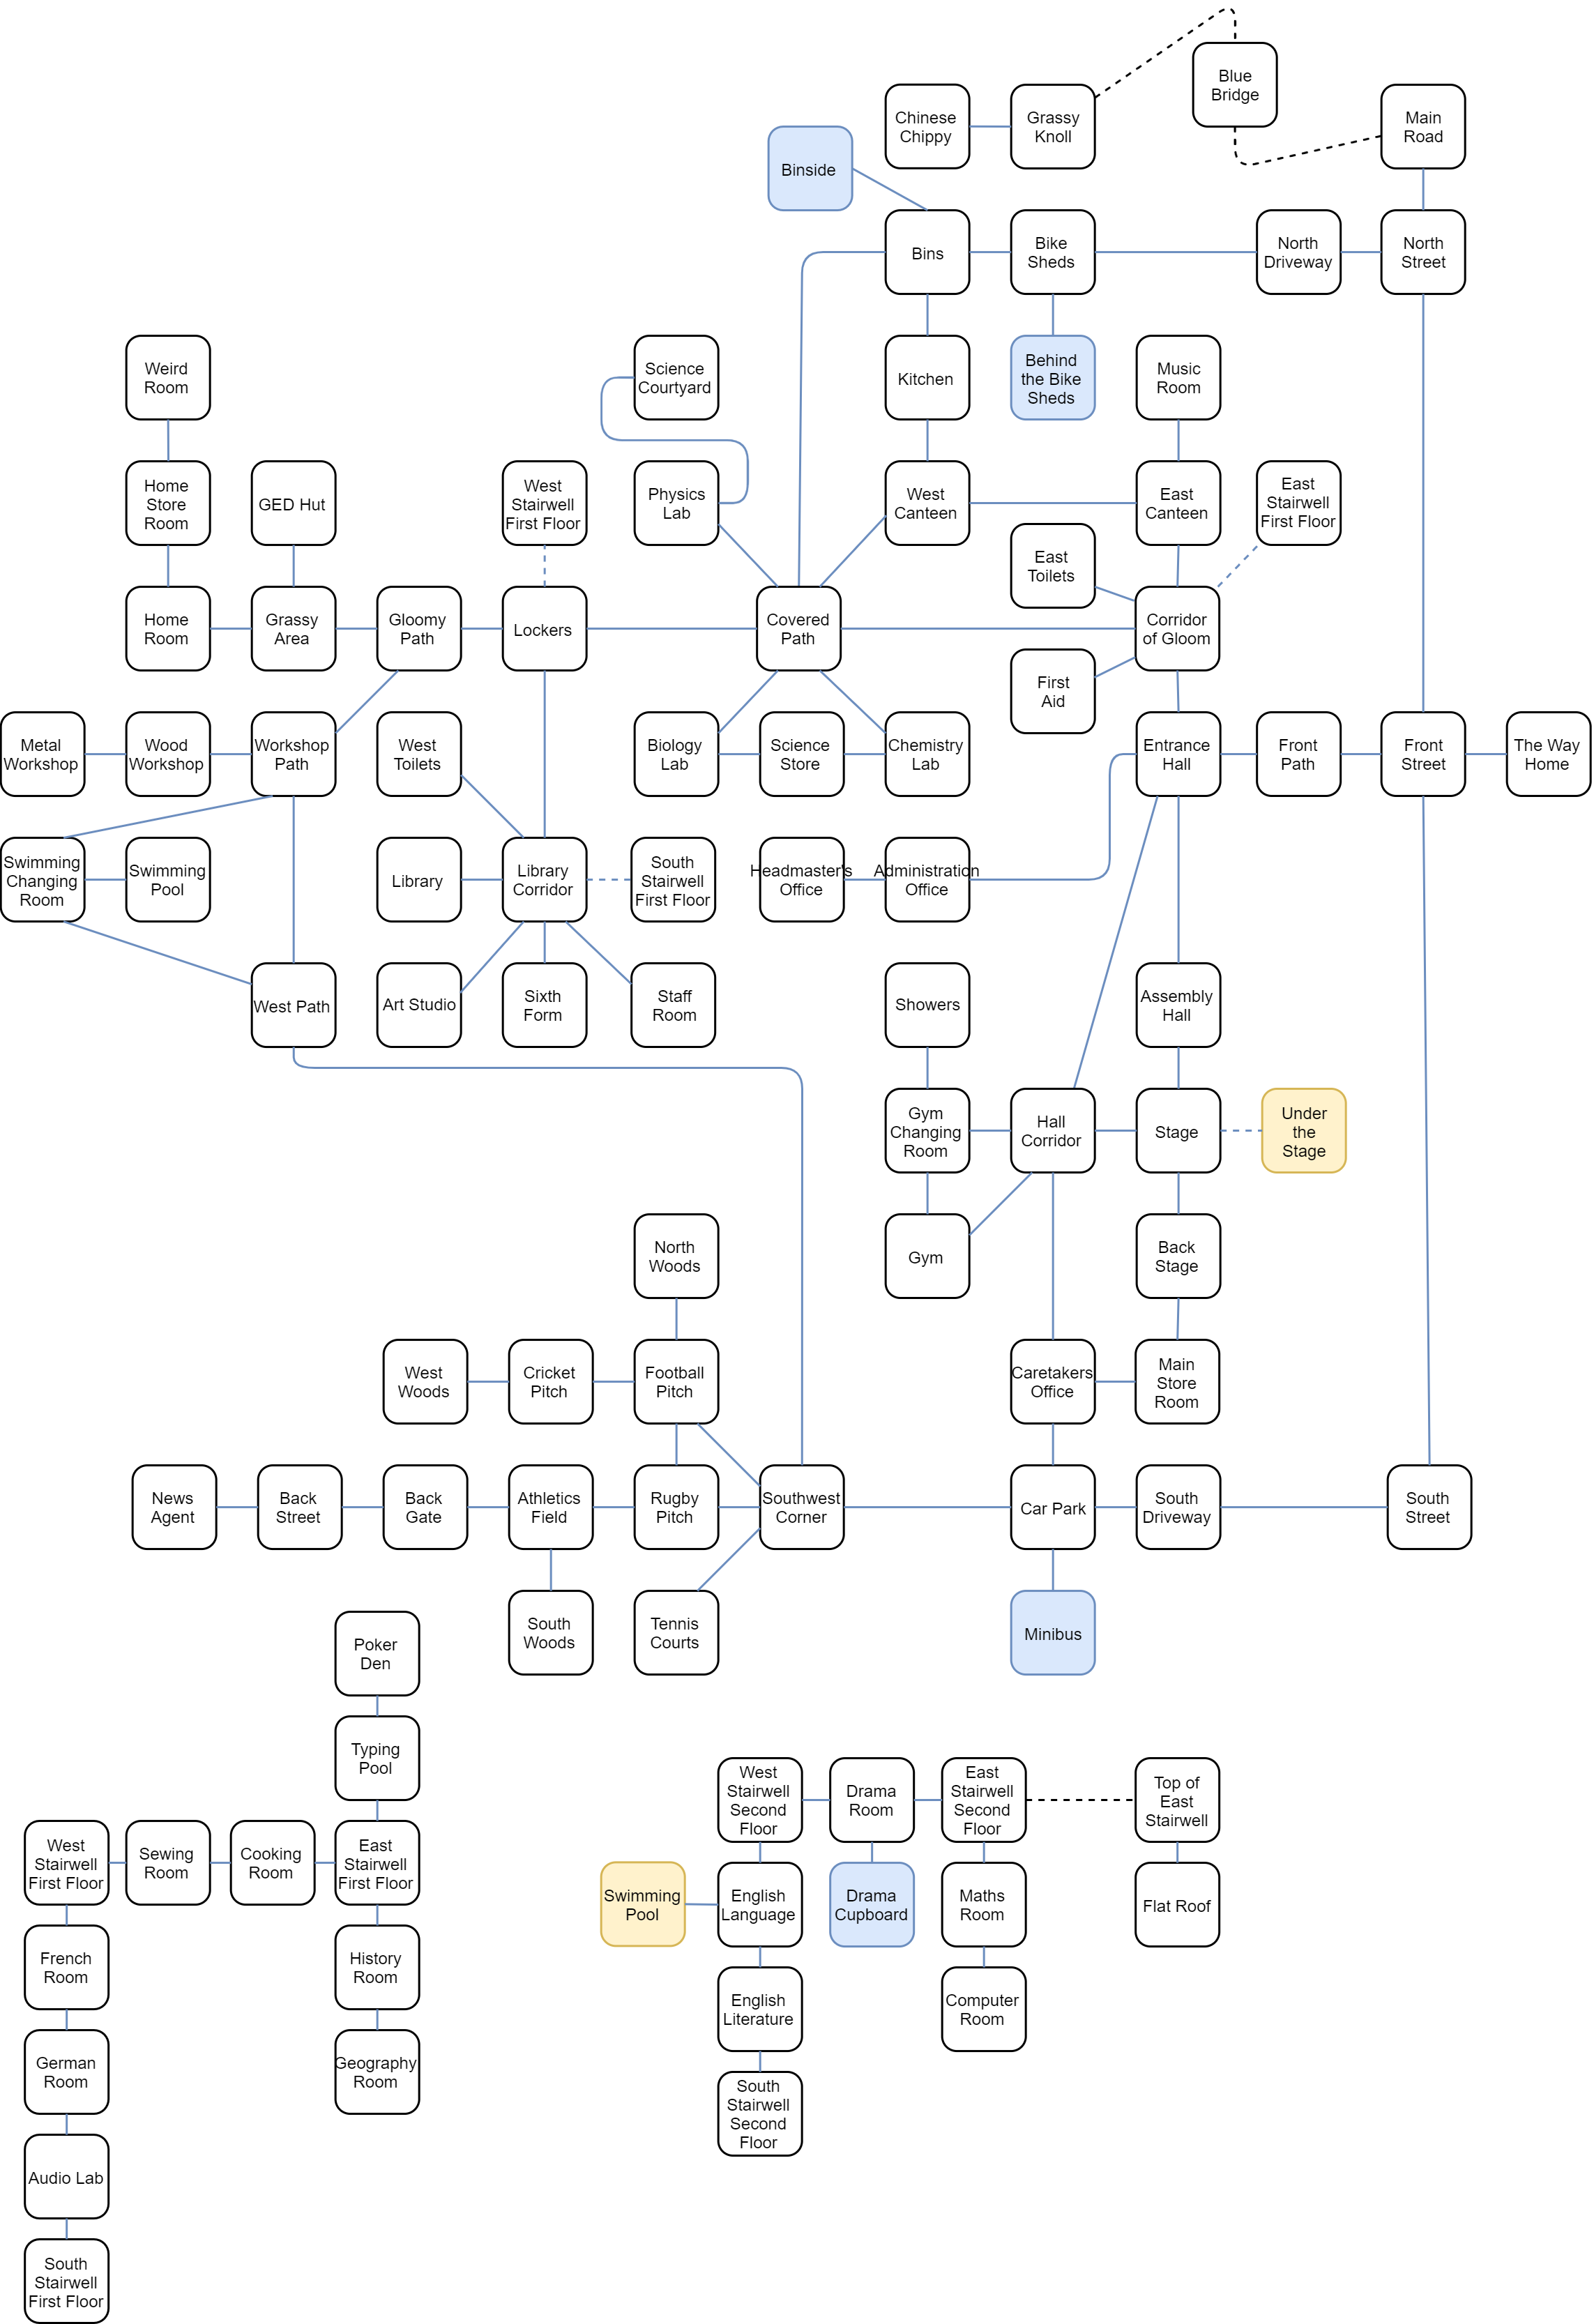 Blue
Bridge
Chinese
Chippy
Grassy
Knoll
Main
Road
Binside
Bins
Bike
Sheds
North
Driveway
North
Street
Weird
Room
Science
Courtyard
Kitchen
Behind
the Bike
Sheds
Music
Room
Home
Store
Room
GED Hut
West
Stairwell
First Floor
Physics
Lab
West
Canteen
East
Canteen
East
Stairwell
First Floor
East
Toilets
Home
Room
Grassy
Area
Gloomy
Path
Lockers
Covered
Path
Corridor
of Gloom
First
Aid
Metal
Workshop
Wood
Workshop
Workshop
Path
West
Toilets
Biology
Lab
Science
Store
Chemistry
Lab
Entrance
Hall
Front
Path
Front
Street
The Way
Home
Swimming
Changing
Room
Swimming
Pool
Library
Library
Corridor
South
Stairwell
First Floor
Headmaster's
Office
Administration
Office
West Path
Art Studio
Sixth
Form
Staff
Room
Showers
Assembly
Hall
Gym
Changing
Room
Hall
Corridor
Stage
Under
the
Stage
North
Woods
Gym
Back
Stage
West
Woods
Cricket
Pitch
Football
Pitch
Caretakers
Office
Main
Store
Room
News
Agent
Back
Street
Back
Gate
Athletics
Field
Rugby
Pitch
Southwest
Corner
Car Park
South
Driveway
South
Street
South
Woods
Tennis
Courts
Minibus
Poker
Den
Typing
Pool
West
Stairwell
Second
Floor
Drama
Room
East
Stairwell
Second
Floor
Top of
East
Stairwell
West
Stairwell
First Floor
Sewing
Room
Cooking
Room
East
Stairwell
First Floor
Swimming
Pool
English
Language
Drama
Cupboard
Maths
Room
Flat Roof
French
Room
History
Room
English
Literature
Computer
Room
German
Room
Geography
Room
South
Stairwell
Second
Floor
Audio Lab
South
Stairwell
First Floor